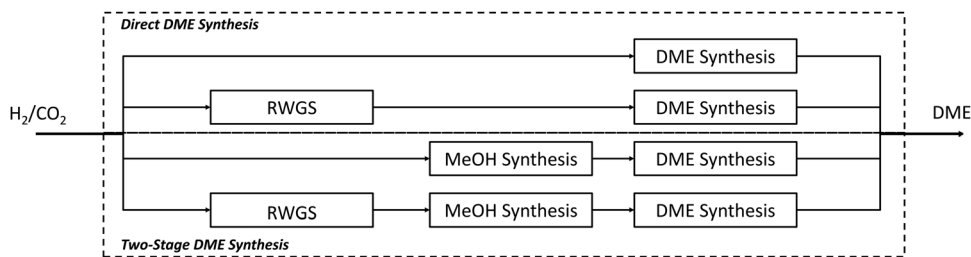 Direct DME Synthesis
DME Synthesis
RWGS
DME Synthesis
H₂/CO₂
DME
MeOH Synthesis
DME Synthesis
RWGS
MeOH Synthesis
DME Synthesis
Two-Stage DME Synthesis